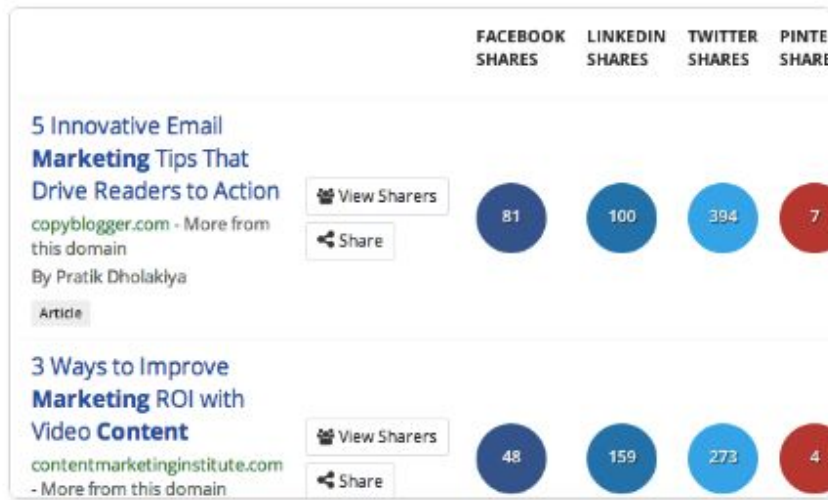 FACEBOOK LINKEDIN TWITTER
SHARES SHARES SHARES
5 Innovative Email
Marketing Tips That
Drive Readers to Action
copyblogger.com - More from
this domain
By Pratik Dholakiya
Article
View Sharers
Share
81 100 394 7
3 Ways to Improve
Marketing ROI with
Video Content
contentmarketinginstitute.com
- More from this domain
View Sharers
Share
48 159 273 4